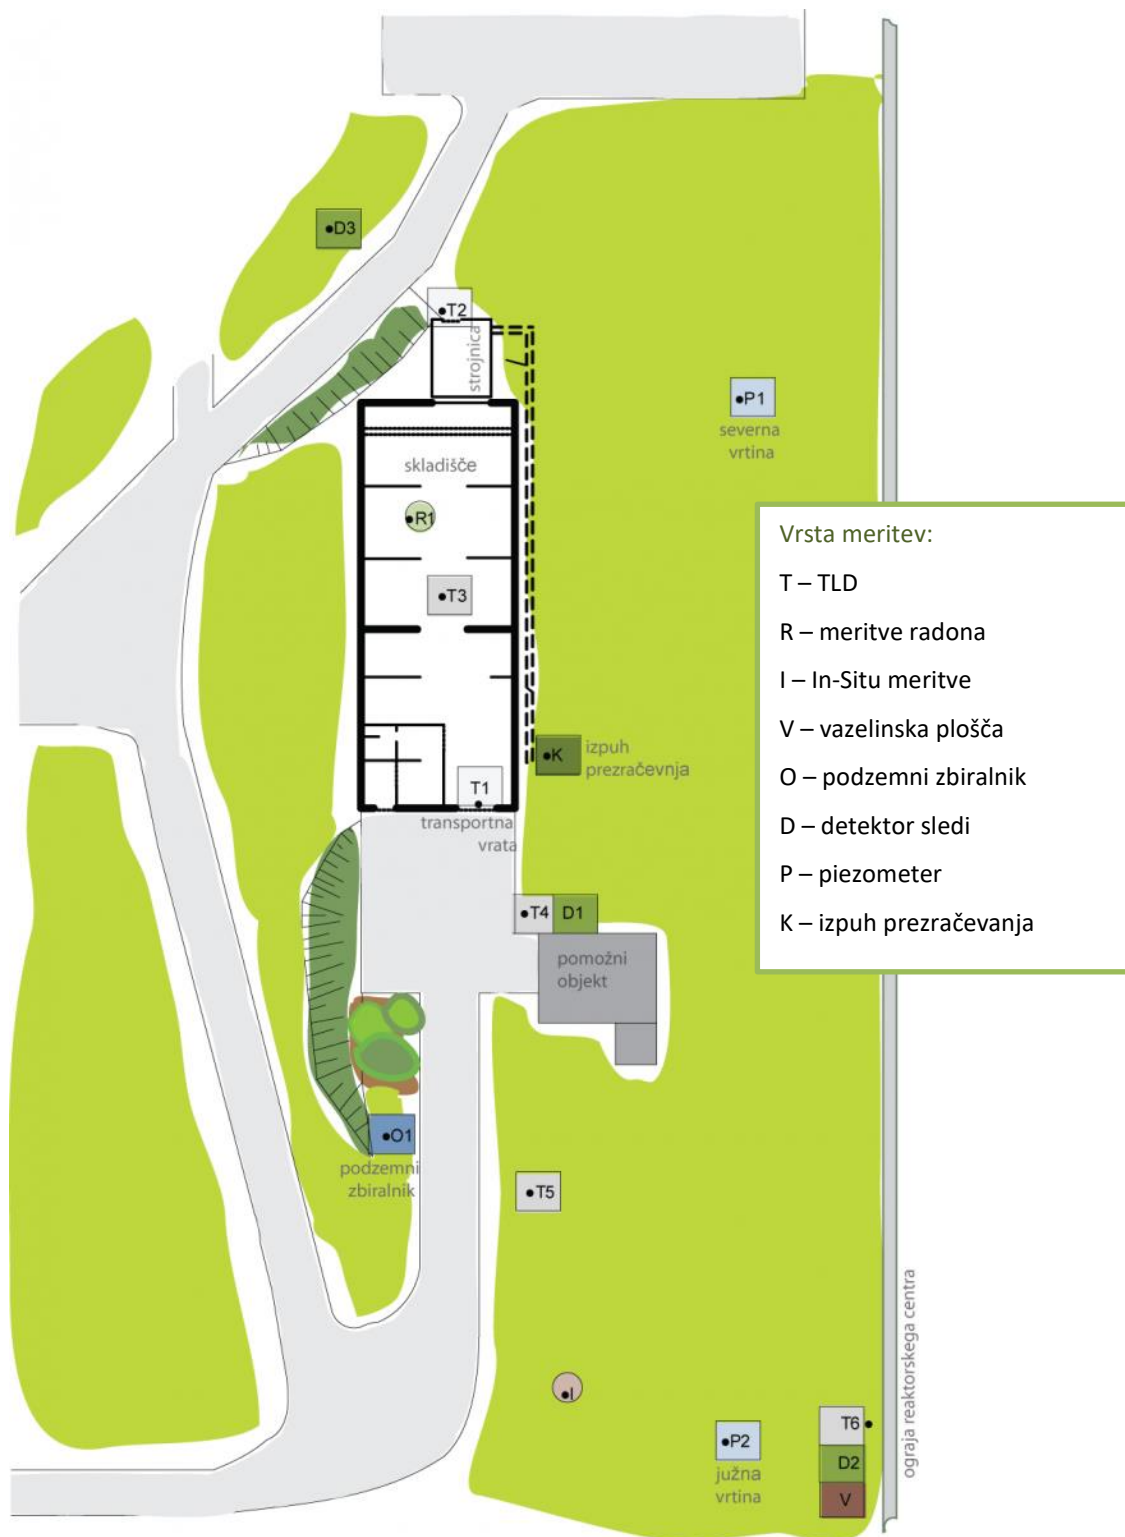 D3
T2
strojnica
P1
severna
vrtina
skladišče
R1
T3
Vrsta meritev:
T – TLD
R – meritve radona
I – In-Situ meritve
V – vazelinska plošča
O – podzemni zbiralnik
D – detektor sledi
P – piezometer
K – izpuh prezračevanja
K
izpuh
prezračevnja
T1
transportna
vrata
T4
D1
pomožni
objekt
O1
podzemni
zbiralnik
T5
ograja reaktorskega centra
I
P2
južna
vrtina
T6
D2
V